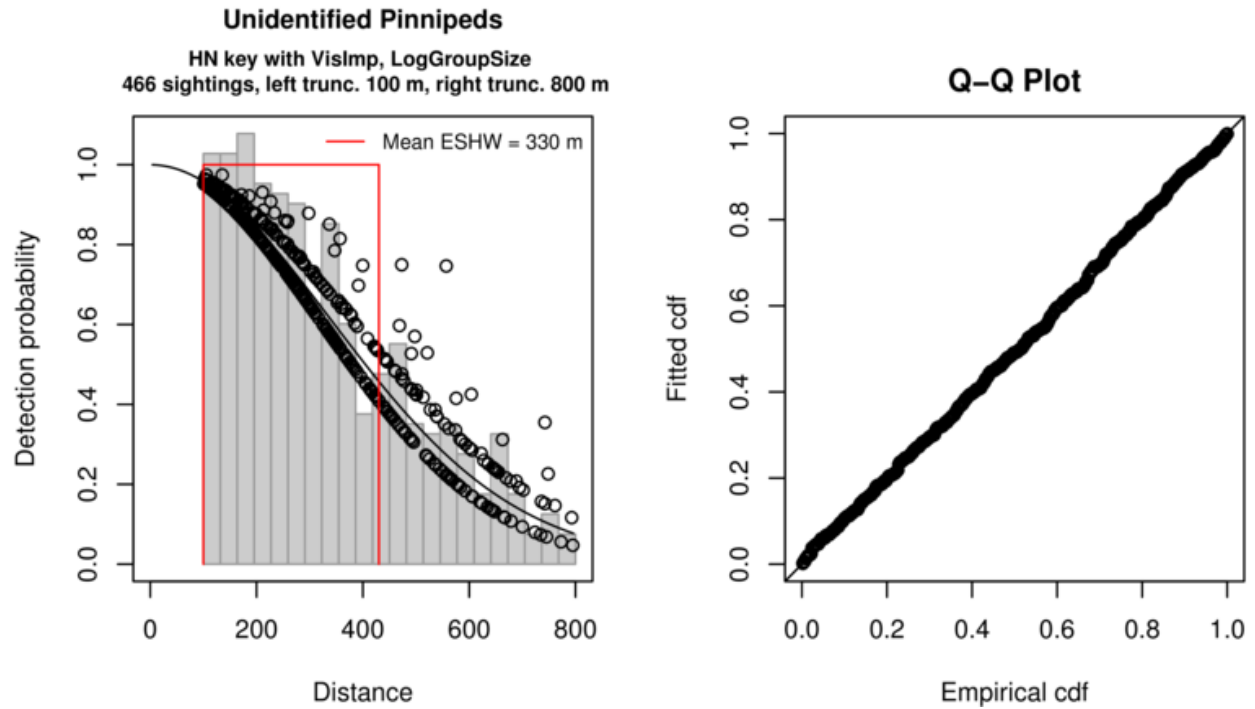 Unidentified Pinnipeds
HN key with VisImp, LogGroupSize
466 sightings, left trunc. 100 m, right trunc. 800 m
Mean ESHW = 330 m
Detection probability
0.0 0.2 0.4 0.6 0.8 1.0
0 200 400 600 800
Distance
Q−Q Plot
Fitted cdf
0.0 0.2 0.4 0.6 0.8 1.0
0.0 0.2 0.4 0.6 0.8 1.0
Empirical cdf